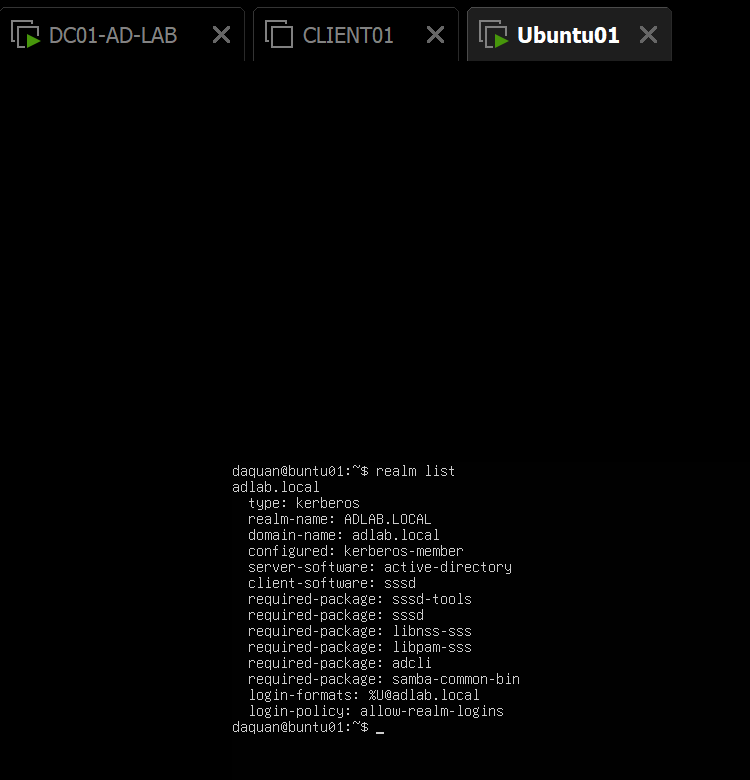 DC01-AD-LAB
CLIENT01
Ubuntu01
daquan@buntu01:~$ realm list
adlab.local
  type: kerberos
  realm-name: ADLAB.LOCAL
  domain-name: adlab.local
  configured: kerberos-member
  server-software: active-directory
  client-software: sssd
  required-package: sssd-tools
  required-package: sssd
  required-package: libnss-sss
  required-package: libpam-sss
  required-package: adcli
  required-package: samba-common-bin
  login-formats: %U@adlab.local
  login-policy: allow-realm-logins
daquan@buntu01:~$ _